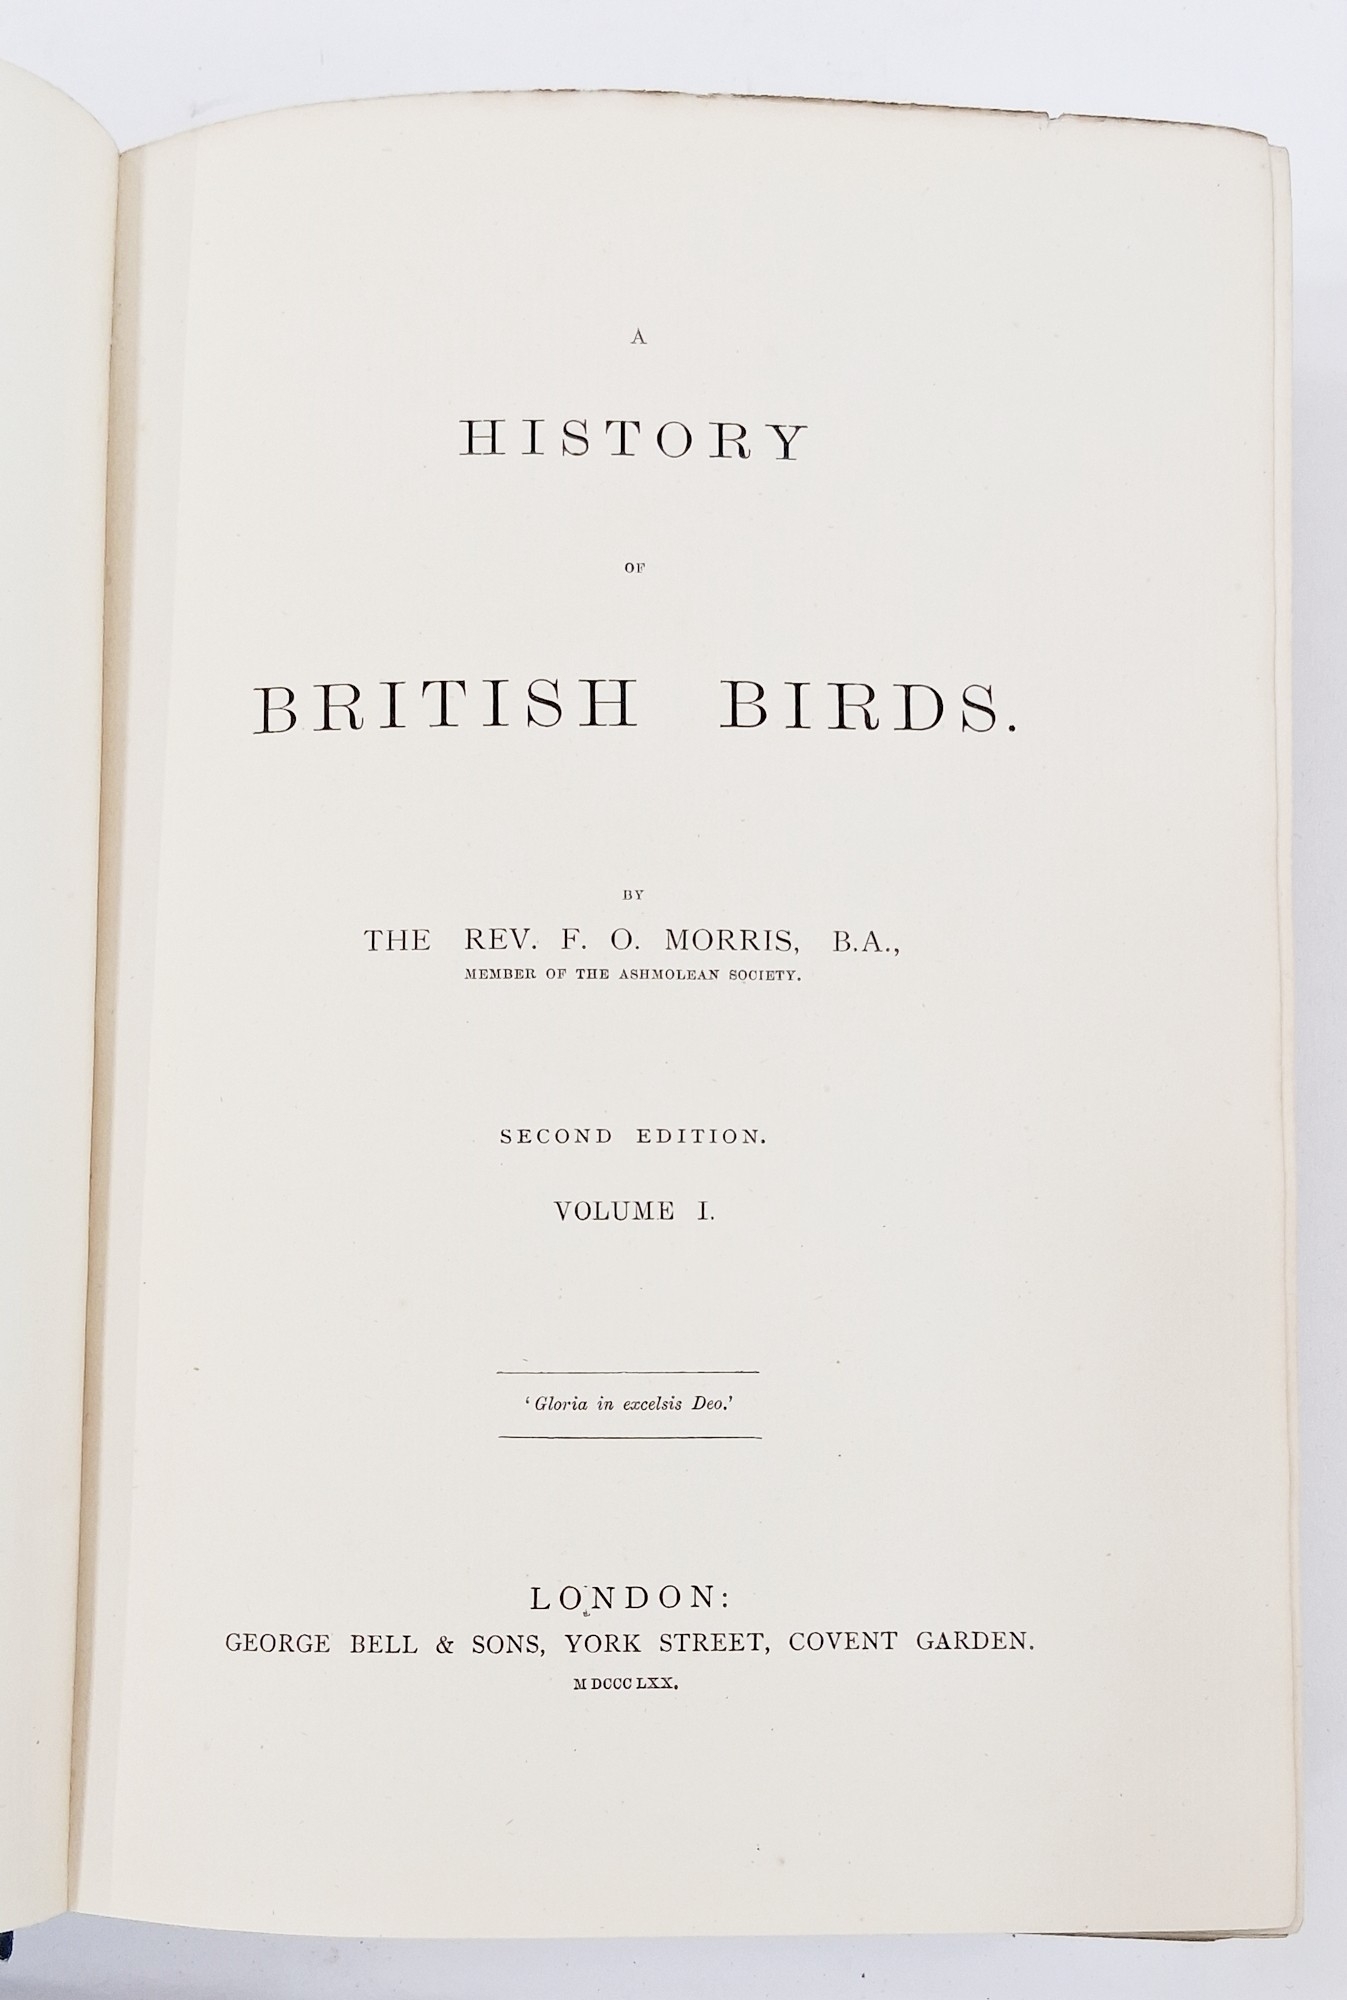 A
HISTORY
OF
BRITISH BIRDS.
BY
THE REV. F. O. MORRIS, B.A.,
MEMBER OF THE ASHMOLEAN SOCIETY.
SECOND EDITION.
VOLUME I.
‘Gloria in excelsis Deo.’
LONDON:
GEORGE BELL & SONS, YORK STREET, COVENT GARDEN.
MDCCCLXX.